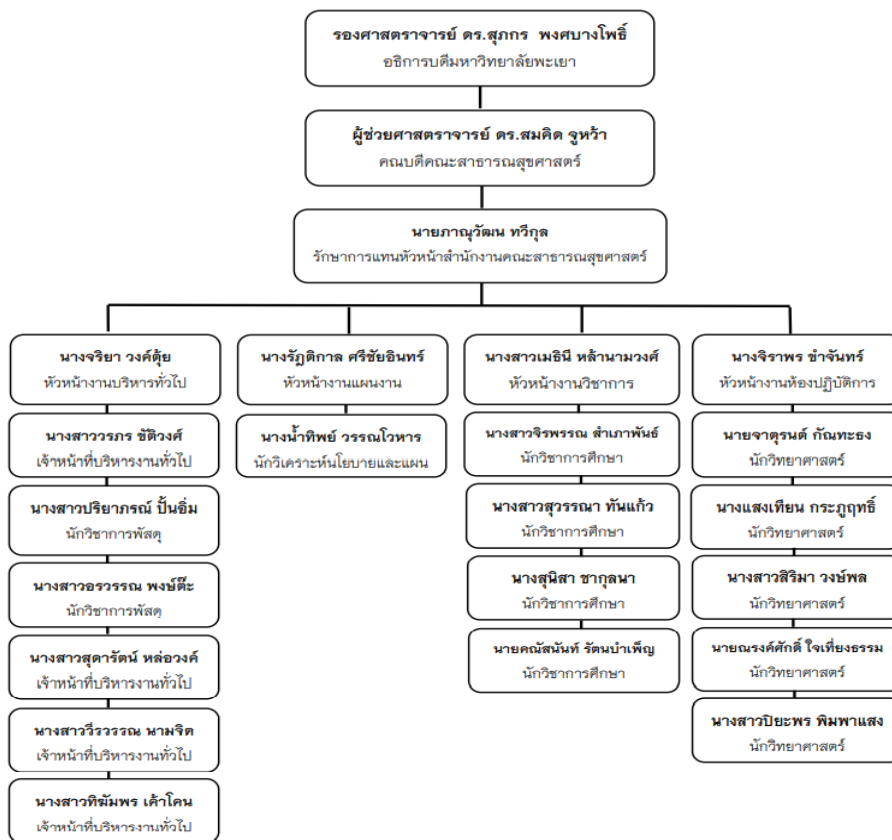 รองศาสตราจารย์ ดร.สุภกร พงศบางโพธิ์
อธิการบดีมหาวิทยาลัยพะเยา
ผู้ช่วยศาสตราจารย์ ดร.สมคิด จูหว้า
คณบดีคณะสาธารณสุขศาสตร์
นายภาณุวัฒน ทวีกุล
รักษาการแทนหัวหน้าสำนักงานคณะสาธารณสุขศาสตร์
นางจริยา วงค์ตุ้ย
หัวหน้างานบริหารทั่วไป
นางสาววรภร ขัติวงศ์
เจ้าหน้าที่บริหารงานทั่วไป
นางสาวปริยาภรณ์ ปั้นอิ่ม
นักวิชาการพัสดุ
นางสาวอรวรรณ พงษ์ต๊ะ
นักวิชาการพัสดุ
นางสาวสุดารัตน์ หล่อวงค์
เจ้าหน้าที่บริหารงานทั่วไป
นางสาววีรวรรณ นามจิต
เจ้าหน้าที่บริหารงานทั่วไป
นางสาวทิฆัมพร เค้าโคน
เจ้าหน้าที่บริหารงานทั่วไป
นางรัฎติกาล ศรีชัยอินทร์
หัวหน้างานแผนงาน
นางน้ำทิพย์ วรรณโวหาร
นักวิเคราะห์นโยบายและแผน
นางสาวเมธินี หล้านามวงศ์
หัวหน้างานวิชาการ
นางสาวจิรพรรณ สำเภาพันธ์
นักวิชาการศึกษา
นางสาวสุวรรณา ทันแก้ว
นักวิชาการศึกษา
นางสุนิสา ชากุลนา
นักวิชาการศึกษา
นายคณัสนันท์ รัตนบำเพ็ญ
นักวิชาการศึกษา
นางจิราพร ขำจันทร์
หัวหน้างานห้องปฏิบัติการ
นายจาตุรนต์ กัณทะธง
นักวิทยาศาสตร์
นางแสงเทียน กระภูฤทธิ์
นักวิทยาศาสตร์
นางสาวสิริมา วงษ์พล
นักวิทยาศาสตร์
นายณรงค์ศักดิ์ ใจเที่ยงธรรม
นักวิทยาศาสตร์
นางสาวปิยะพร พิมพาแสง
นักวิทยาศาสตร์